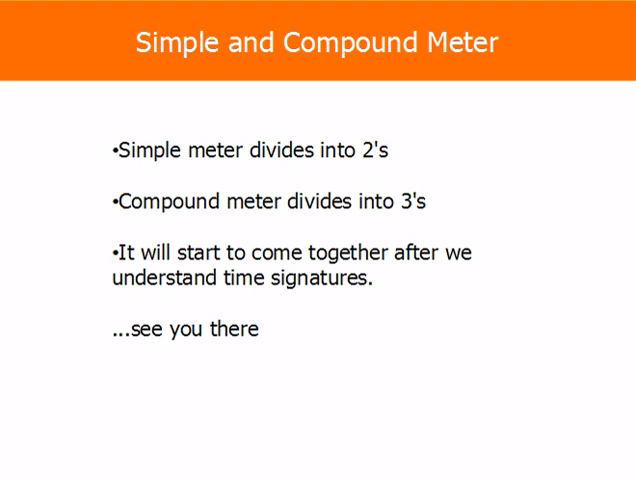 Simple and Compound Meter
•Simple meter divides into 2's
•Compound meter divides into 3's
•It will start to come together after we
understand time signatures.
...see you there